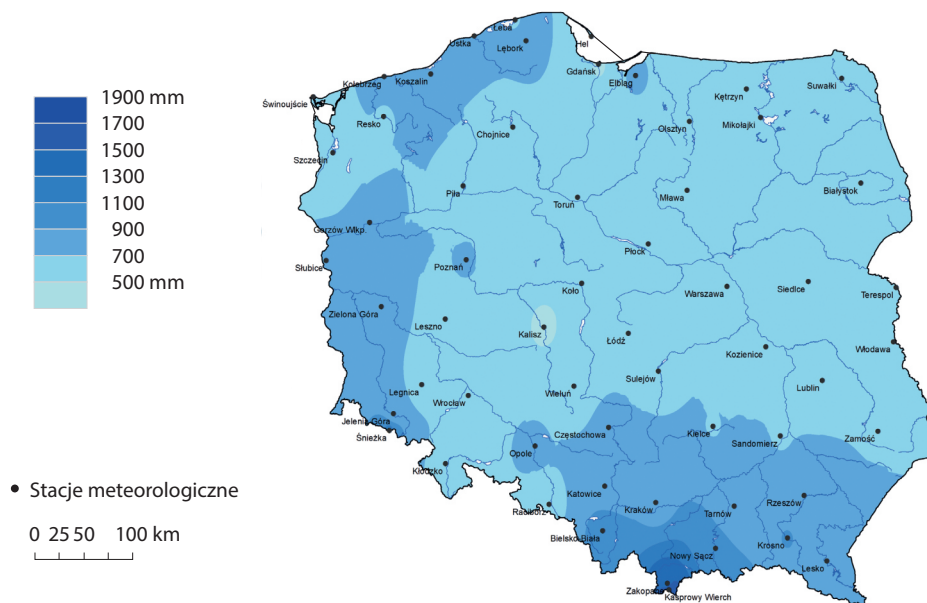 1900 mm
1700
1500
1300
1100
900
700
500 mm
Stacje meteorologiczne
0 25 50 100 km
Łeba
Ustka
Lębork
Hel
Gdańsk
Elbląg
Kołobrzeg
Koszalin
Kętrzyn
Suwałki
Świnoujście
Resko
Chojnice
Olsztyn
Mikołajki
Szczecin
Piła
Toruń
Mława
Białystok
Gorzów Wlkp.
Płock
Słubice
Poznań
Koło
Warszawa
Siedlce
Terespol
Zielona Góra
Leszno
Kalisz
Łódź
Kozienice
Włodawa
Sulejów
Legnica
Wrocław
Wieluń
Lublin
Jelenia Góra
Śnieżka
Częstochowa
Kielce
Sandomierz
Zamość
Opole
Kłodzko
Katowice
Racibórz
Kraków
Tarnów
Rzeszów
Bielsko Biała
Nowy Sącz
Krosno
Lesko
Zakopane
Kasprowy Wierch